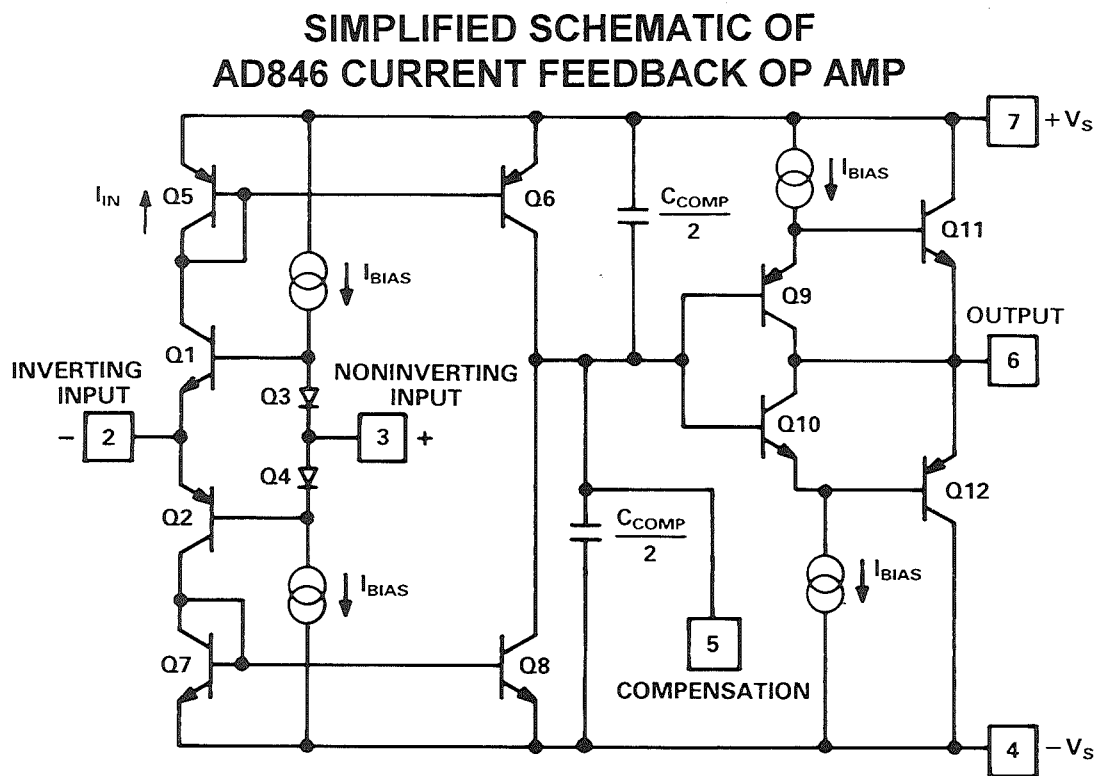 SIMPLIFIED SCHEMATIC OF
AD846 CURRENT FEEDBACK OP AMP
7 +VS
IIN
Q5
Q6
CCOMP
2
IBIAS
Q11
IBIAS
Q9
OUTPUT
6
Q1
INVERTING
INPUT
- 2
Q3
NONINVERTING
INPUT
3 +
Q4
Q10
Q2
Q12
CCOMP
2
IBIAS
IBIAS
5
COMPENSATION
Q7
Q8
4 -VS